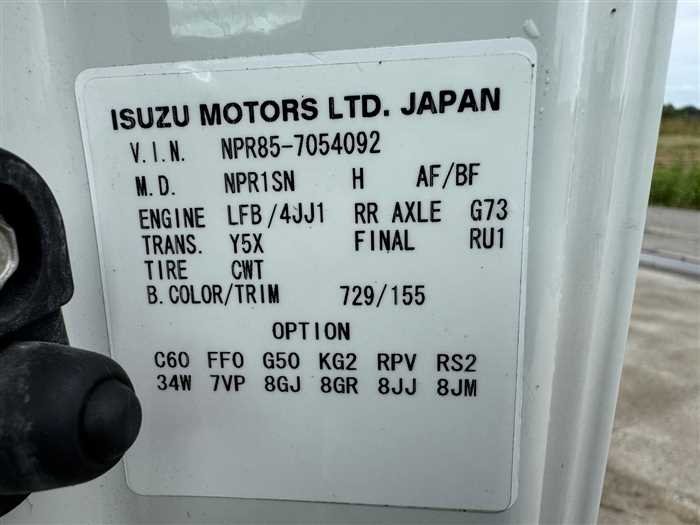 ISUZU MOTORS LTD. JAPAN
V.I.N. NPR85-7054092
M.D. NPR1SN H AF/BF
ENGINE LFB/4JJ1 RR AXLE G73
TRANS. Y5X FINAL RU1
TIRE CWT
B.COLOR/TRIM 729/155
OPTION
C60 FF0 G50 KG2 RPV RS2
34W 7VP 8GJ 8GR 8JJ 8JM